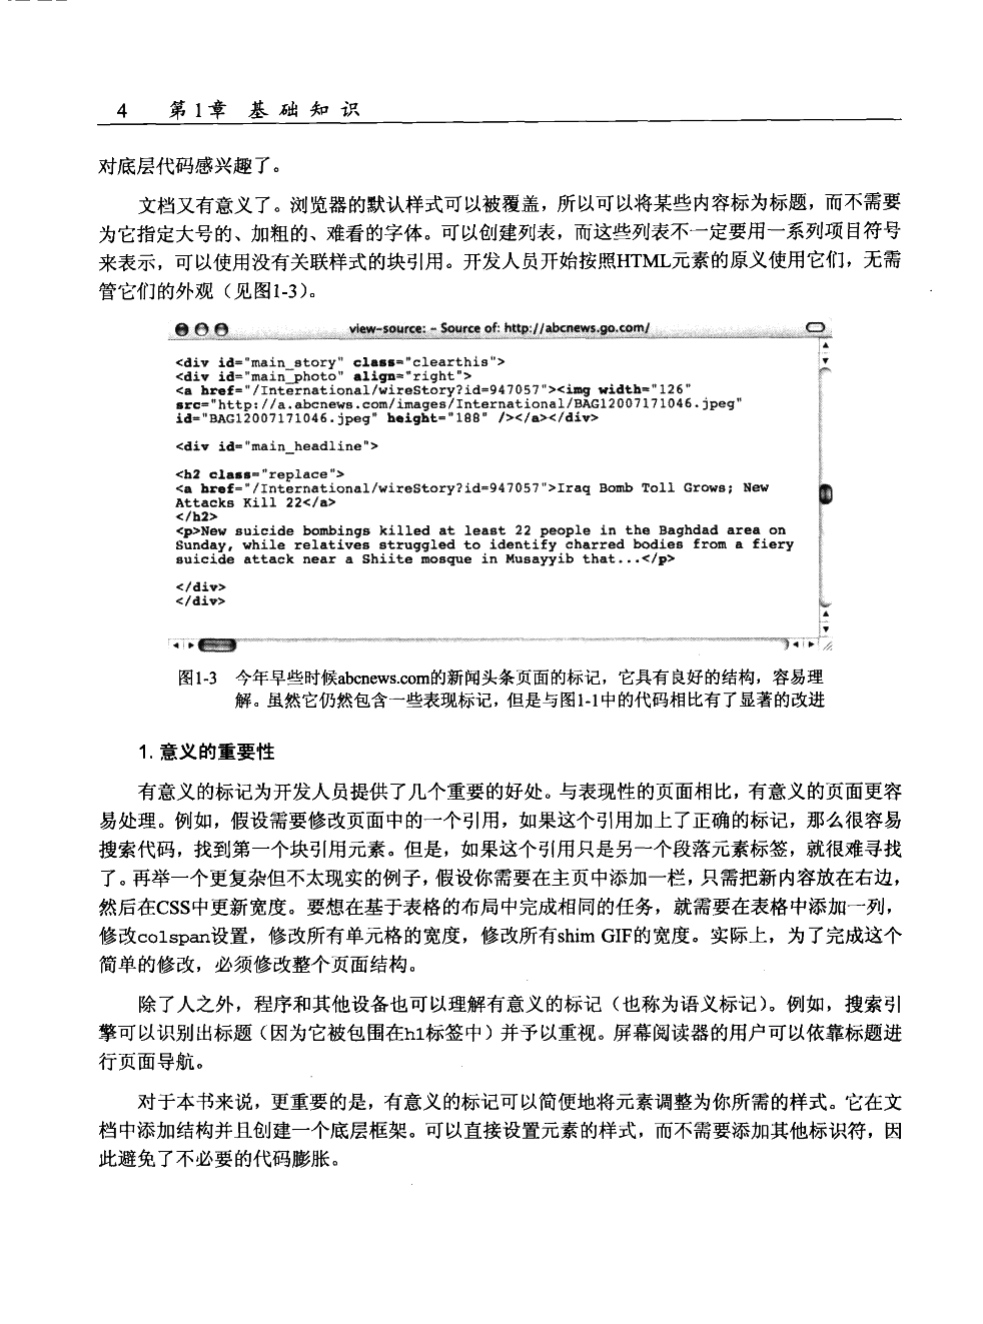 4 第1章 基础知识
对底层代码感兴趣了。
文档又有意义了。浏览器的默认样式可以被覆盖，所以可以将某些内容标为标题，而不需要
为它指定大号的、加粗的、难看的字体。可以创建列表，而这些列表不一定要用一系列项目符号
来表示，可以使用没有关联样式的块引用。开发人员开始按照HTML元素的原义使用它们，无需
管它们的外观（见图1-3）。
view-source: - Source of: http://abcnews.go.com/
<div id="main_story" class="clearthis">
<div id="main_photo" align="right">
<a href="/International/wireStory?id=947057"><img width="126"
src="http://a.abcnews.com/images/International/BAG12007171046.jpeg"
id="BAG12007171046.jpeg" height="188" /></a></div>
<div id="main_headline">
<h2 class="replace">
<a href="/International/wireStory?id=947057">Iraq Bomb Toll Grows; New
Attacks Kill 22</a>
</h2>
<p>New suicide bombings killed at least 22 people in the Baghdad area on
Sunday, while relatives struggled to identify charred bodies from a fiery
suicide attack near a Shiite mosque in Musayyib that...</p>
</div>
</div>
图1-3 今年早些时候abcnews.com的新闻头条页面的标记，它具有良好的结构，容易理
解。虽然它仍然包含一些表现标记，但是与图1-1中的代码相比有了显著的改进
1. 意义的重要性
有意义的标记为开发人员提供了几个重要的好处。与表现性的页面相比，有意义的页面更容
易处理。例如，假设需要修改页面中的一个引用，如果这个引用加上了正确的标记，那么很容易
搜索代码，找到第一个块引用元素。但是，如果这个引用只是另一个段落元素标签，就很难寻找
了。再举一个更复杂但不太现实的例子，假设你需要在主页中添加一栏，只需把新内容放在右边，
然后在CSS中更新宽度。要想在基于表格的布局中完成相同的任务，就需要在表格中添加一列，
修改colspan设置，修改所有单元格的宽度，修改所有shim GIF的宽度。实际上，为了完成这个
简单的修改，必须修改整个页面结构。
除了人之外，程序和其他设备也可以理解有意义的标记（也称为语义标记）。例如，搜索引
擎可以识别出标题（因为它被包围在h1标签中）并予以重视。屏幕阅读器的用户可以依靠标题进
行页面导航。
对于本书来说，更重要的是，有意义的标记可以简便地将元素调整为你所需的样式。它在文
档中添加结构并且创建一个底层框架。可以直接设置元素的样式，而不需要添加其他标识符，因
此避免了不必要的代码膨胀。